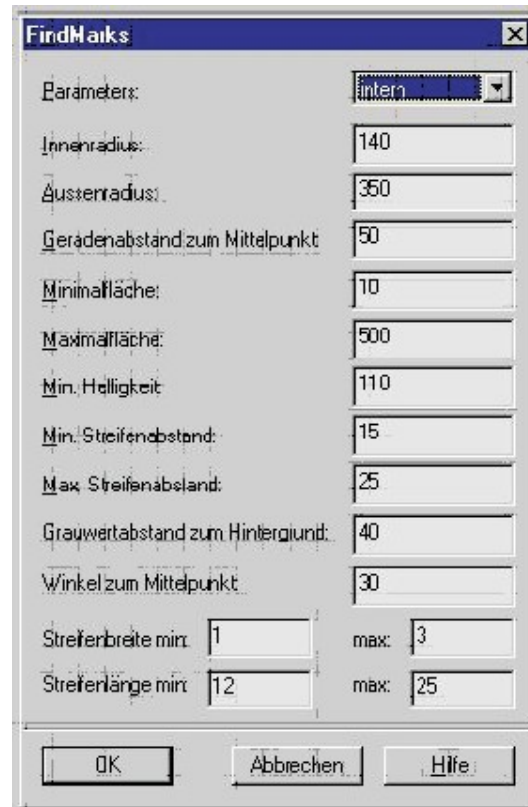 FindMarks
Parameters: intern
Innenradius: 140
Aussenradius: 350
Geradenabstand zum Mittelpunkt: 50
Minimalfläche: 10
Maximalfläche: 500
Min. Helligkeit: 110
Min. Streifenabstand: 15
Max. Streifenabstand: 25
Grauwertabstand zum Hintergrund: 40
Winkel zum Mittelpunkt: 30
Streifenbreite min: 1 max: 3
Streifenlänge min: 12 max: 25
OK Abbrechen Hilfe